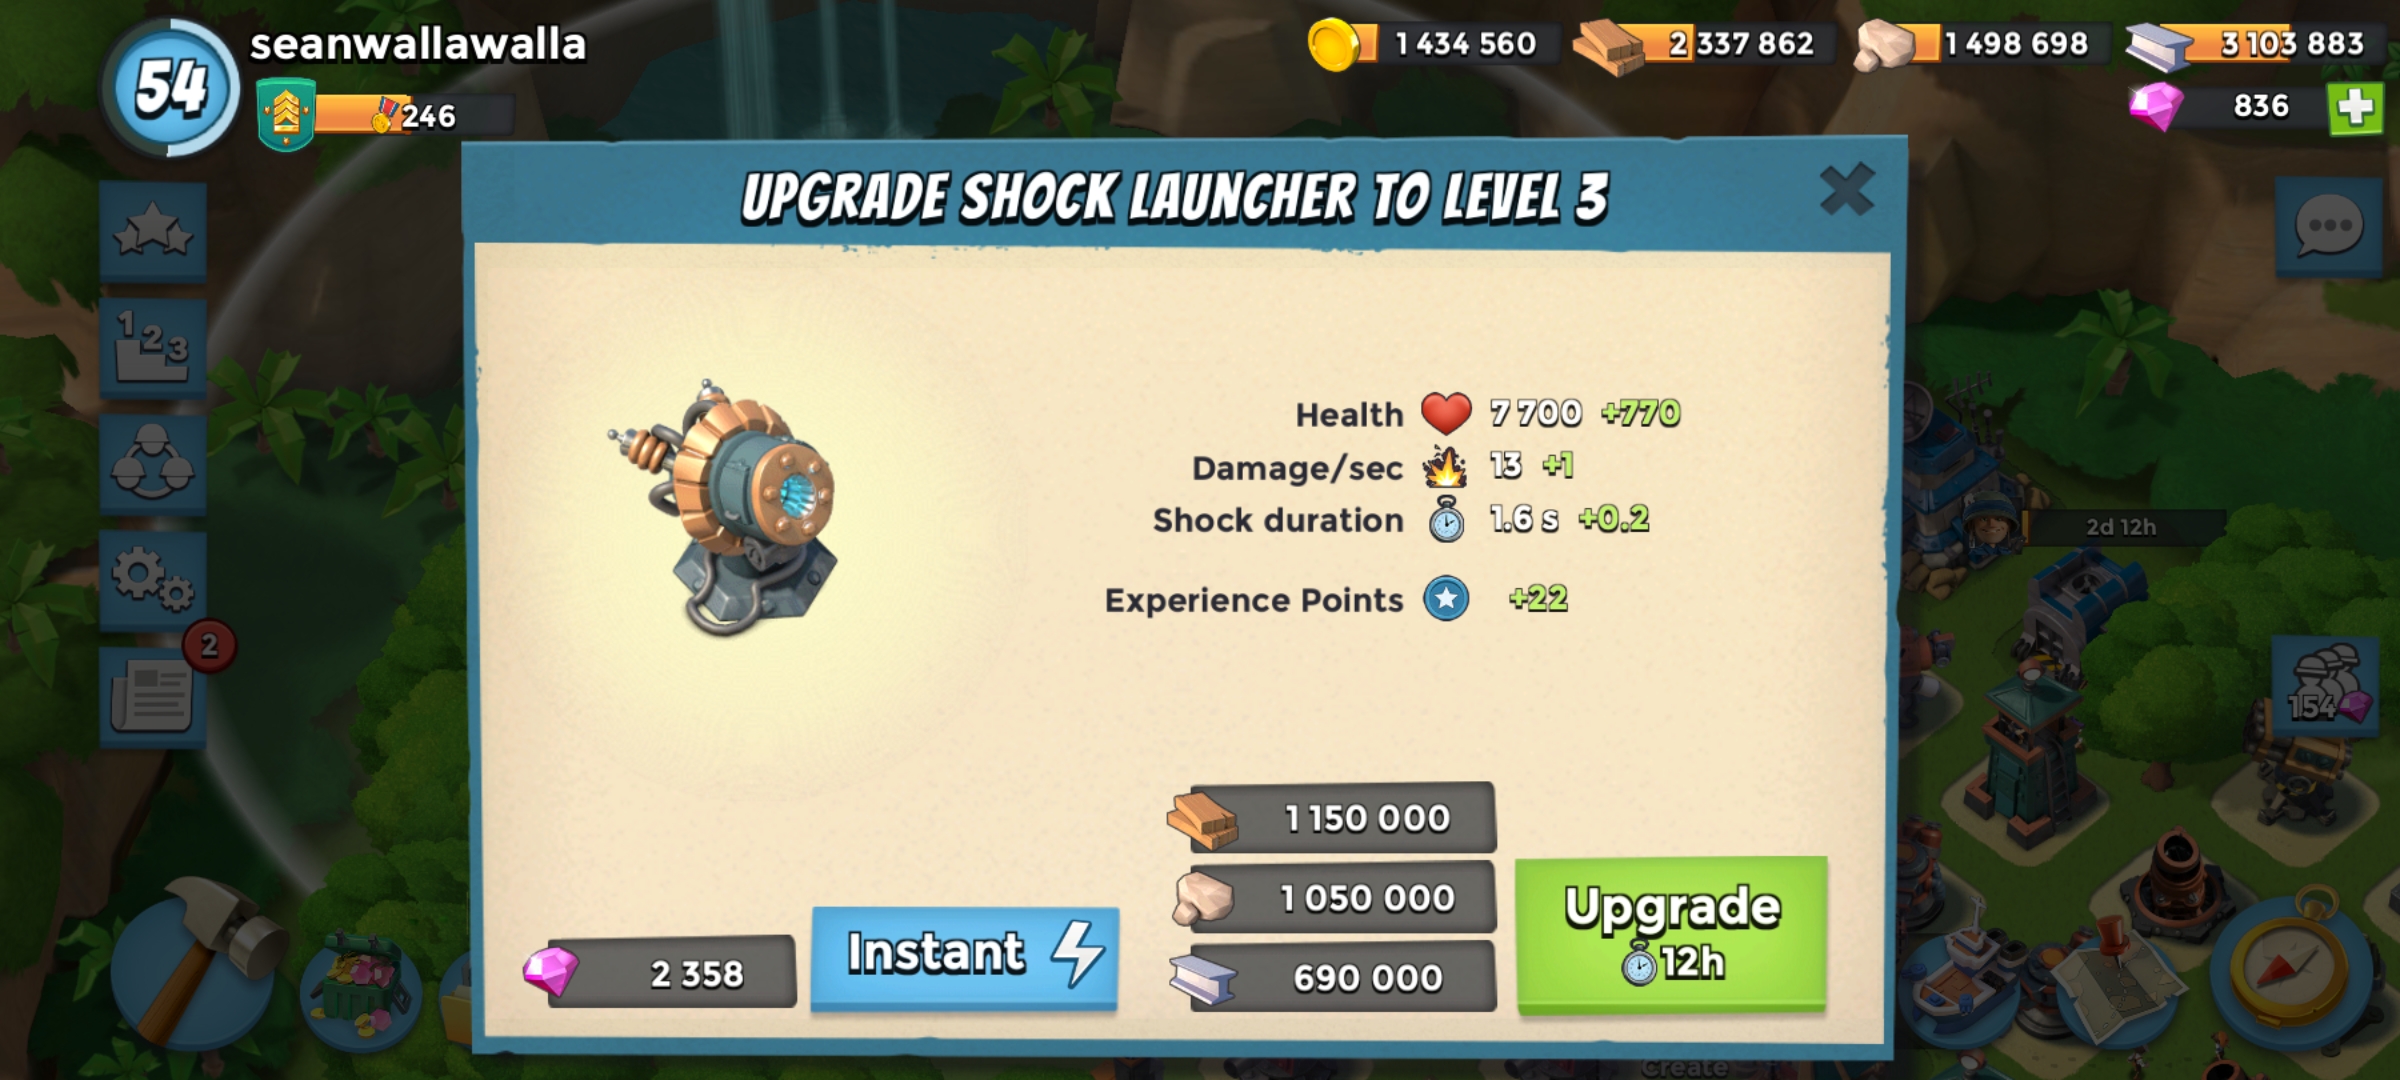 54
seanwallawalla
246
1 434 560
2 337 862
1 498 698
3 103 883
836
UPGRADE SHOCK LAUNCHER TO LEVEL 3
1 2 3
2
Health 7 700 +770
Damage/sec 13 +1
Shock duration 1.6 s +0.2
Experience Points +22
2d 12h
154
1 150 000
1 050 000
690 000
2 358
Instant
Upgrade
12h
Create